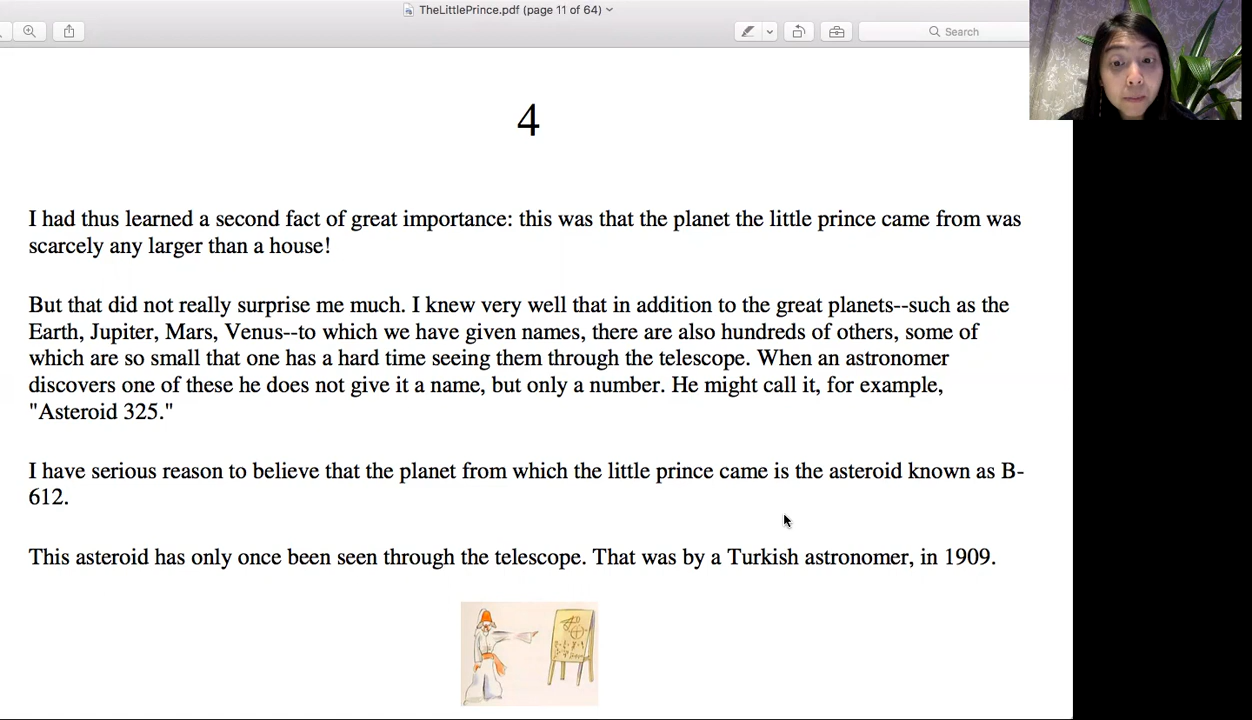 TheLittlePrince.pdf (page 11 of 64)
Search
4
I had thus learned a second fact of great importance: this was that the planet the little prince came from was
scarcely any larger than a house!
But that did not really surprise me much. I knew very well that in addition to the great planets--such as the
Earth, Jupiter, Mars, Venus--to which we have given names, there are also hundreds of others, some of
which are so small that one has a hard time seeing them through the telescope. When an astronomer
discovers one of these he does not give it a name, but only a number. He might call it, for example,
"Asteroid 325."
I have serious reason to believe that the planet from which the little prince came is the asteroid known as B-
612.
This asteroid has only once been seen through the telescope. That was by a Turkish astronomer, in 1909.